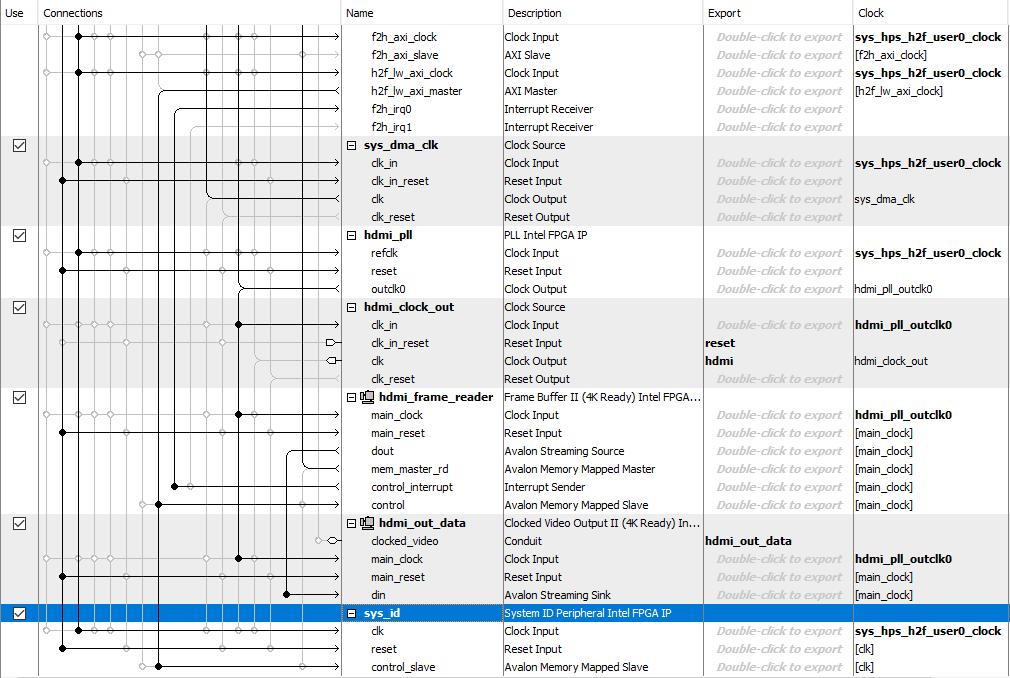 Use Connections Name Description Export Clock
f2h_axi_clock Clock Input Double-click to export sys_hps_h2f_user0_clock
f2h_axi_slave AXI Slave Double-click to export [f2h_axi_clock]
h2f_lw_axi_clock Clock Input Double-click to export sys_hps_h2f_user0_clock
h2f_lw_axi_master AXI Master Double-click to export [h2f_lw_axi_clock]
f2h_irq0 Interrupt Receiver Double-click to export
f2h_irq1 Interrupt Receiver Double-click to export
sys_dma_clk Clock Source
clk_in Clock Input Double-click to export sys_hps_h2f_user0_clock
clk_in_reset Reset Input Double-click to export
clk Clock Output Double-click to export sys_dma_clk
clk_reset Reset Output Double-click to export
hdmi_pll PLL Intel FPGA IP
refclk Clock Input Double-click to export sys_hps_h2f_user0_clock
reset Reset Input Double-click to export
outclk0 Clock Output Double-click to export hdmi_pll_outclk0
hdmi_clock_out Clock Source
clk_in Clock Input Double-click to export hdmi_pll_outclk0
clk_in_reset Reset Input reset
clk Clock Output hdmi hdmi_clock_out
clk_reset Reset Output Double-click to export
hdmi_frame_reader Frame Buffer II (4K Ready) Intel FPGA...
main_clock Clock Input Double-click to export hdmi_pll_outclk0
main_reset Reset Input Double-click to export [main_clock]
dout Avalon Streaming Source Double-click to export [main_clock]
mem_master_rd Avalon Memory Mapped Master Double-click to export [main_clock]
control_interrupt Interrupt Sender Double-click to export [main_clock]
control Avalon Memory Mapped Slave Double-click to export [main_clock]
hdmi_out_data Clocked Video Output II (4K Ready) In...
clocked_video Conduit hdmi_out_data
main_clock Clock Input Double-click to export hdmi_pll_outclk0
main_reset Reset Input Double-click to export [main_clock]
din Avalon Streaming Sink Double-click to export [main_clock]
sys_id System ID Peripheral Intel FPGA IP
clk Clock Input Double-click to export sys_hps_h2f_user0_clock
reset Reset Input Double-click to export [clk]
control_slave Avalon Memory Mapped Slave Double-click to export [clk]